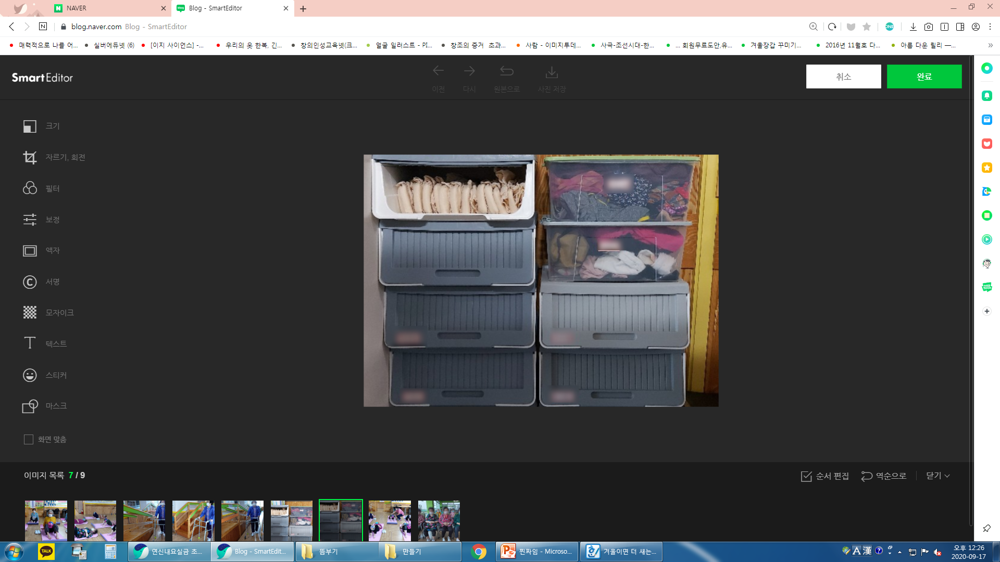 NAVER
Blog - SmartEditor
blog.naver.com Blog - SmartEditor
ONE
매력적으로 나를 어... 실버에듀넷 (6) [이지 사이언스] -... 우리의 옷 한복, 긴... 창의인성교육넷(크... 얼굴 일러스트 - PI... 창조의 증거 초과... 사람 - 이미지투데... 사극-조선시대-한... ... 회원무료도안,유... 겨울장갑 꾸미기... 2016년 11월호 다... 아름 다운 릴리 —...
SmartEditor
이전 다시 원본으로 사진 저장
취소 완료
크기
자르기, 회전
필터
보정
액자
서명
모자이크
텍스트
스티커
마스크
화면 맞춤
WEB TOON
이미지 목록 7 / 9
순서 편집 역순으로 닫기
TALK
연신내요실금 초... Blog - SmartEdit... 뜸부기 만들기 찐짜임 - Microso... 겨울이면 더 새는...
A 漢
오후 12:26
2020-09-17